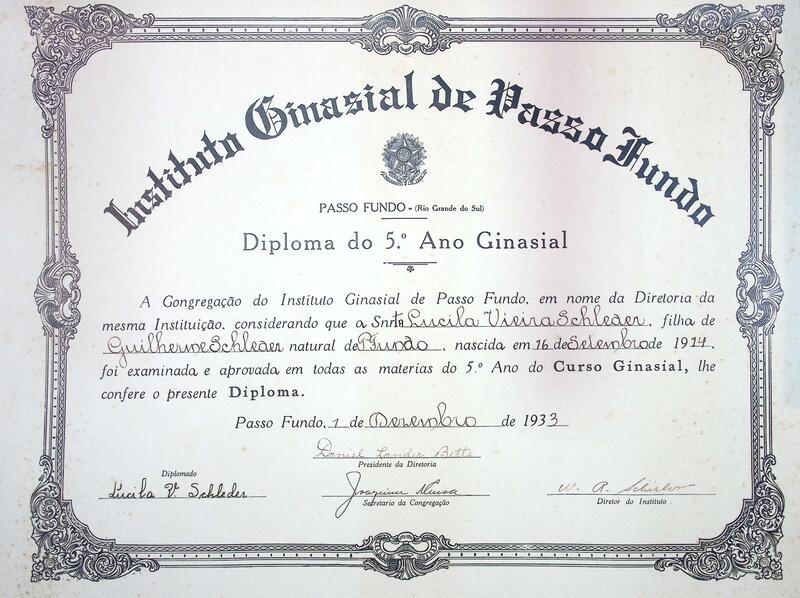 Instituto Ginasial de Passo Fundo
PASSO FUNDO - (Rio Grande do Sul)
Diploma do 5.º Ano Ginasial
A Congregação do Instituto Ginasial de Passo Fundo, em nome da Diretoria da
mesma Instituição, considerando que a Snrta Lucila Vieira Schleder, filha de
Guilherme Schleder natural de P. Fundo, nascida em 16 de Setembro de 1914,
foi examinada e aprovada em todas as materias do 5.º Ano do Curso Ginasial, lhe
confere o presente Diploma.
Passo Fundo, 1 de Dezembro de 1933
Daniel Lander Betts
Presidente da Diretoria
Diplomado
Lucila V. Schleder
Secretario da Congregação
W. R.
Diretor do Instituto